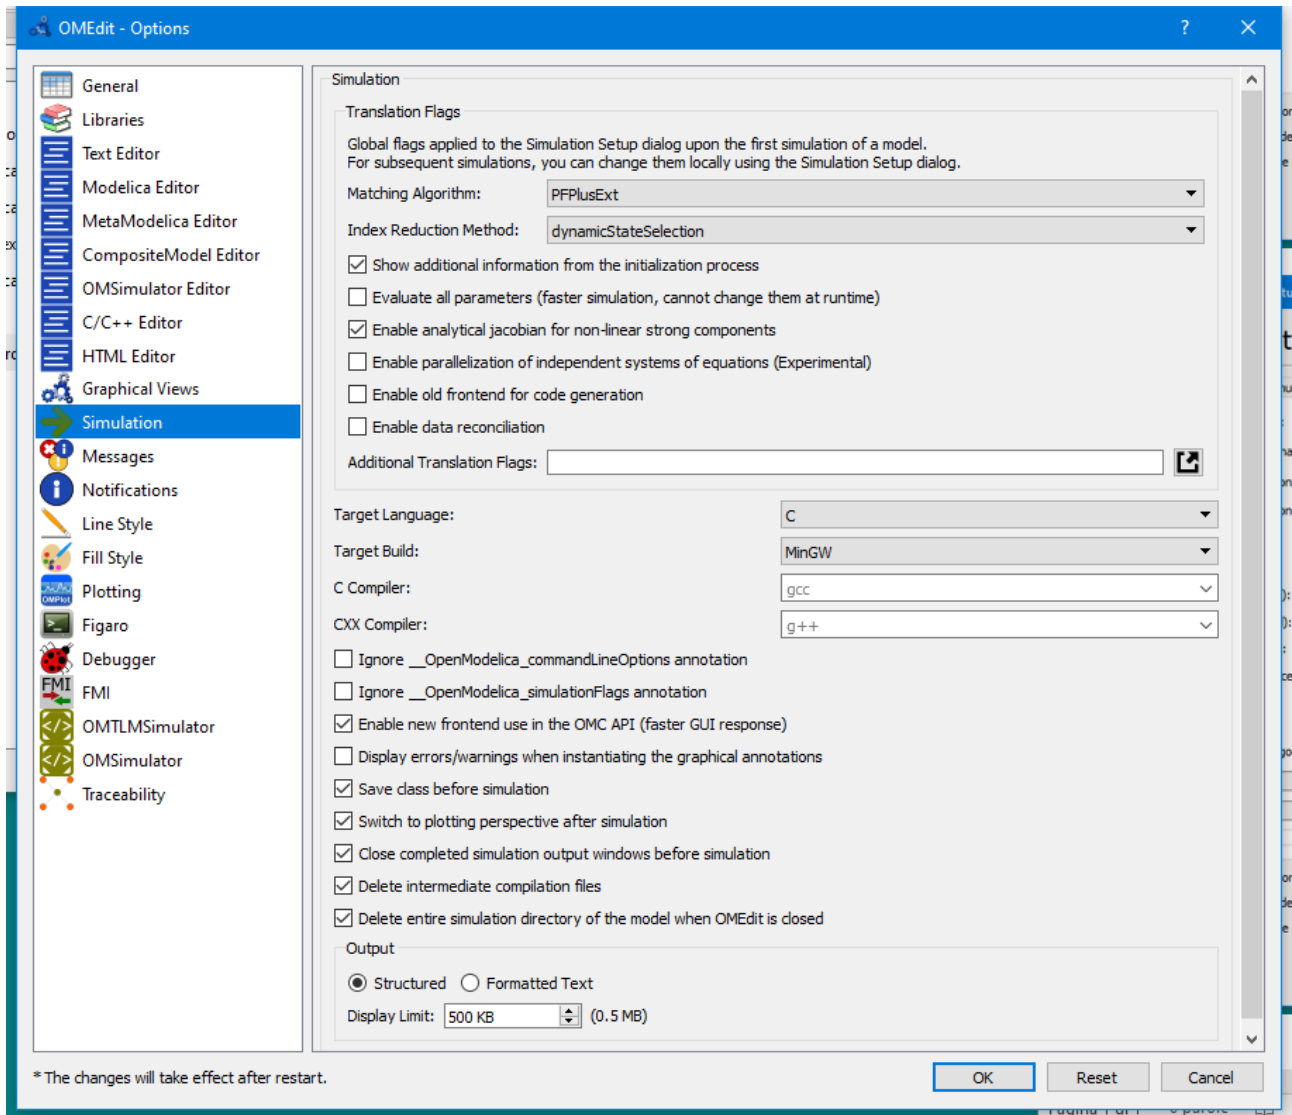 OMEdit - Options
?
General
Libraries
Text Editor
Modelica Editor
MetaModelica Editor
CompositeModel Editor
OMSimulator Editor
C/C++ Editor
HTML Editor
Graphical Views
Simulation
Messages
Notifications
Line Style
Fill Style
OMPlot
Plotting
Figaro
Debugger
FMI
FMI
OMTLMSimulator
OMSimulator
Traceability
Simulation
Translation Flags
Global flags applied to the Simulation Setup dialog upon the first simulation of a model.
For subsequent simulations, you can change them locally using the Simulation Setup dialog.
Matching Algorithm: PFPlusExt
Index Reduction Method: dynamicStateSelection
Show additional information from the initialization process
Evaluate all parameters (faster simulation, cannot change them at runtime)
Enable analytical jacobian for non-linear strong components
Enable parallelization of independent systems of equations (Experimental)
Enable old frontend for code generation
Enable data reconciliation
Additional Translation Flags:
Target Language: C
Target Build: MinGW
C Compiler: gcc
CXX Compiler: g++
Ignore __OpenModelica_commandLineOptions annotation
Ignore __OpenModelica_simulationFlags annotation
Enable new frontend use in the OMC API (faster GUI response)
Display errors/warnings when instantiating the graphical annotations
Save class before simulation
Switch to plotting perspective after simulation
Close completed simulation output windows before simulation
Delete intermediate compilation files
Delete entire simulation directory of the model when OMEdit is closed
Output
Structured Formatted Text
Display Limit: 500 KB (0.5 MB)
* The changes will take effect after restart.
OK Reset Cancel